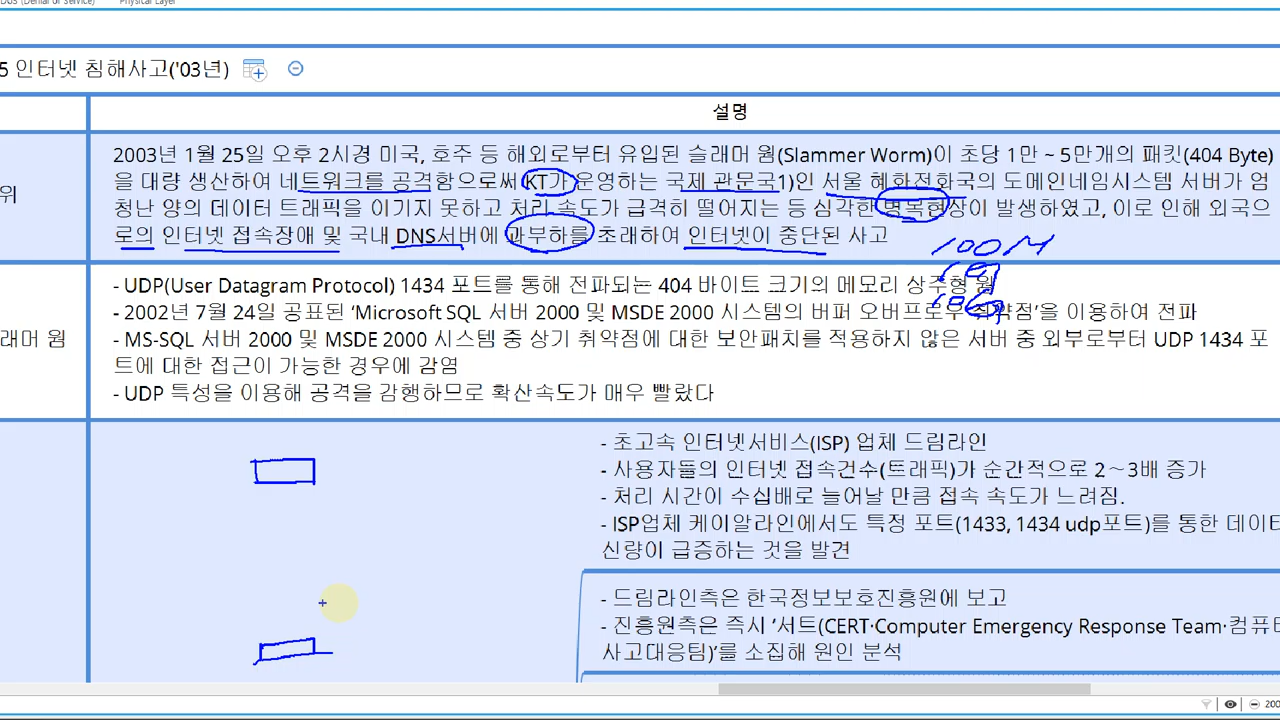 Physical Layer
5 인터넷 침해사고('03년)
설명
2003년 1월 25일 오후 2시경 미국, 호주 등 해외로부터 유입된 슬래머 웜(Slammer Worm)이 초당 1만 ~ 5만개의 패킷(404 Byte)
위
을 대량 생산하여 네트워크를 공격함으로써 KT가 운영하는 국제 관문국1)인 서울 혜화전화국의 도메인네임시스템 서버가 엄
청난 양의 데이터 트래픽을 이기지 못하고 처리 속도가 급격히 떨어지는 등 심각한 병목현상이 발생하였고, 이로 인해 외국으
로의 인터넷 접속장애 및 국내 DNS서버에 과부하를 초래하여 인터넷이 중단된 사고
100M
- UDP(User Datagram Protocol) 1434 포트를 통해 전파되는 404 바이트 크기의 메모리 상주형 웜
- 2002년 7월 24일 공표된 ‘Microsoft SQL 서버 2000 및 MSDE 2000 시스템의 버퍼 오버프로우 취약점‘을 이용하여 전파
래머 웜
- MS-SQL 서버 2000 및 MSDE 2000 시스템 중 상기 취약점에 대한 보안패치를 적용하지 않은 서버 중 외부로부터 UDP 1434 포
트에 대한 접근이 가능한 경우에 감염
- UDP 특성을 이용해 공격을 감행하므로 확산속도가 매우 빨랐다
- 초고속 인터넷서비스(ISP) 업체 드림라인
- 사용자들의 인터넷 접속건수(트래픽)가 순간적으로 2～3배 증가
- 처리 시간이 수십배로 늘어날 만큼 접속 속도가 느려짐.
- ISP업체 케이알라인에서도 특정 포트(1433, 1434 udp포트)를 통한 데이터
신량이 급증하는 것을 발견
- 드림라인측은 한국정보보호진흥원에 보고
- 진흥원측은 즉시 ‘서트(CERT·Computer Emergency Response Team·컴퓨터
사고대응팀)’를 소집해 원인 분석
200